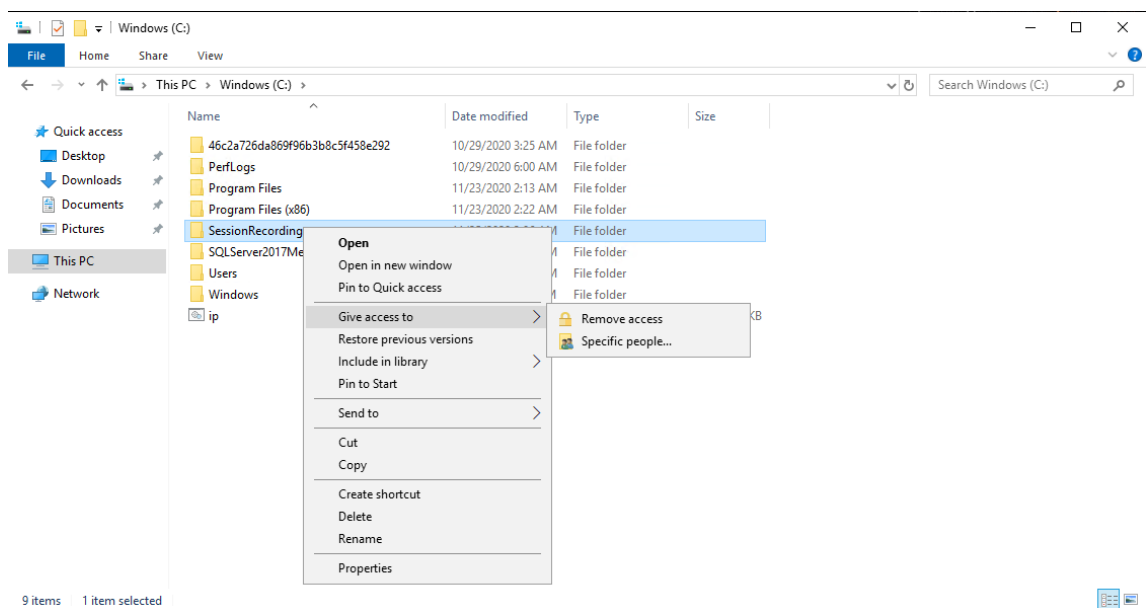 Windows (C:)
File Home Share View
This PC > Windows (C:) > Search Windows (C:)
Name Date modified Type Size
Quick access
Desktop
Downloads
Documents
Pictures
This PC
Network
46c2a726da869f96b3b8c5f458e292 10/29/2020 3:25 AM File folder
PerfLogs 10/29/2020 6:00 AM File folder
Program Files 11/23/2020 2:13 AM File folder
Program Files (x86) 11/23/2020 2:22 AM File folder
SessionRecording File folder
SQLServer2017Me File folder
Users File folder
Windows File folder
ip KB
Open
Open in new window
Pin to Quick access
Give access to
Restore previous versions
Include in library
Pin to Start
Send to
Cut
Copy
Create shortcut
Delete
Rename
Properties
Remove access
Specific people...
9 items 1 item selected